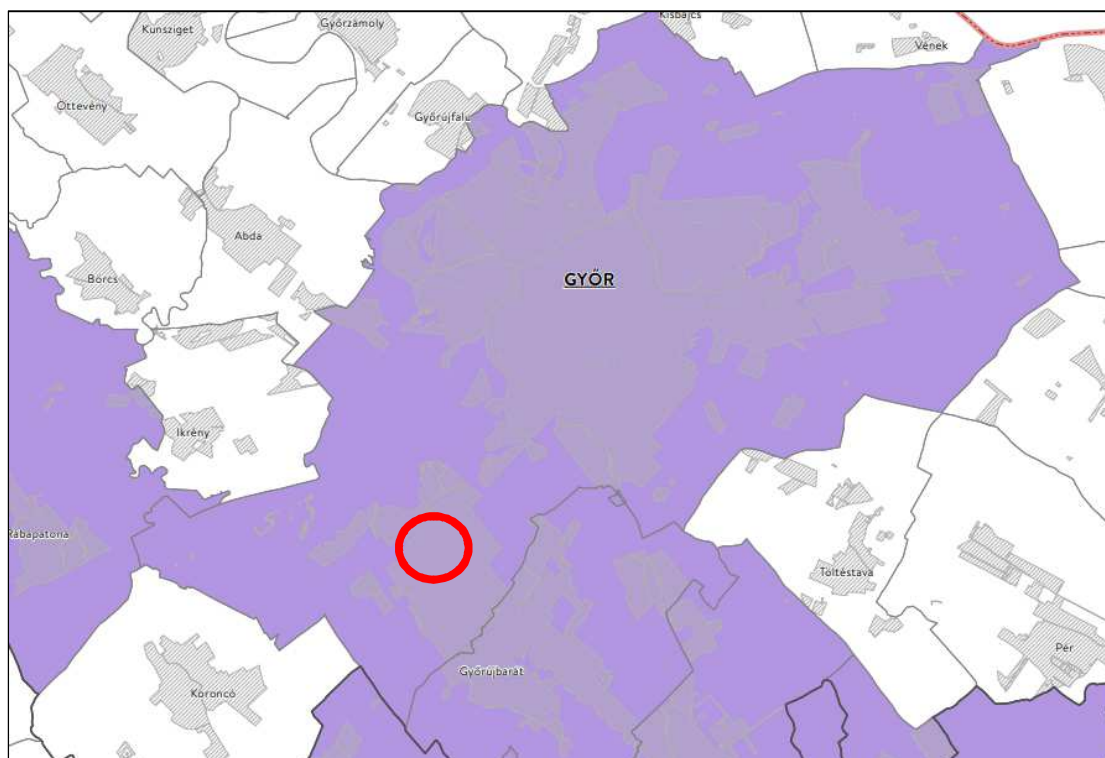 Kunsziget
Győrzámoly
Kisbajcs
Vének
Öttevény
Győrújfalu
Abda
Börcs
GYŐR
Ikrény
Rábapatona
Töltéstava
Koroncó
Győrújbarát
Pér